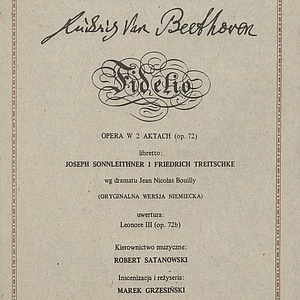 Ludwig Van Beethoven
Fidelio
OPERA W 2 AKTACH (op. 72)
libretto:
JOSEPH SONNLEITHNER I FRIEDRICH TREITSCHKE
wg dramatu Jean Nicolas Bouilly
(ORYGINALNA WERSJA NIEMIECKA)
uwertura:
Leonore III (op. 72b)
Kierownictwo muzyczne:
ROBERT SATANOWSKI
Inscenizacja i reżyseria:
MAREK GRZESIŃSKI